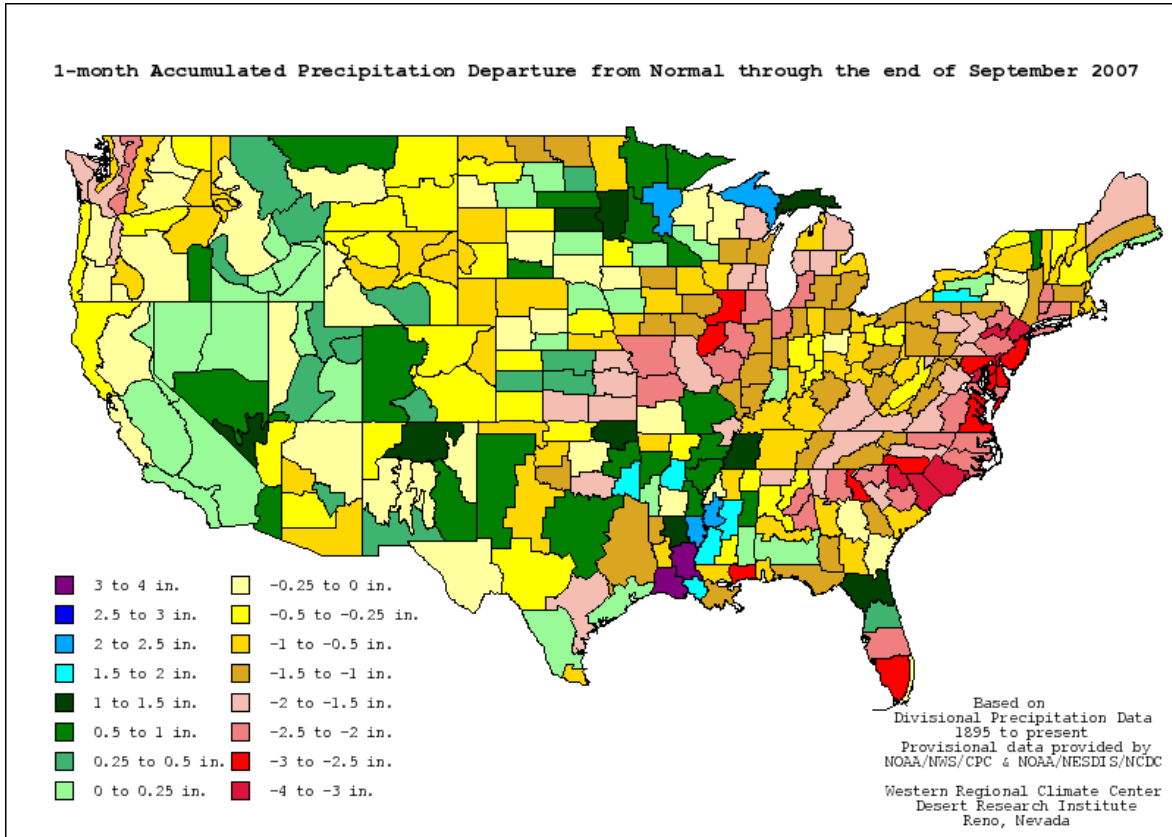 1-month Accumulated Precipitation Departure from Normal through the end of September 2007
3 to 4 in.
2.5 to 3 in.
2 to 2.5 in.
1.5 to 2 in.
1 to 1.5 in.
0.5 to 1 in.
0.25 to 0.5 in.
0 to 0.25 in.
-0.25 to 0 in.
-0.5 to -0.25 in.
-1 to -0.5 in.
-1.5 to -1 in.
-2 to -1.5 in.
-2.5 to -2 in.
-3 to -2.5 in.
-4 to -3 in.
Based on
Divisional Precipitation Data
1895 to present
Provisional data provided by
NOAA/NWS/CPC & NOAA/NESDIS/NCDC
Western Regional Climate Center
Desert Research Institute
Reno, Nevada